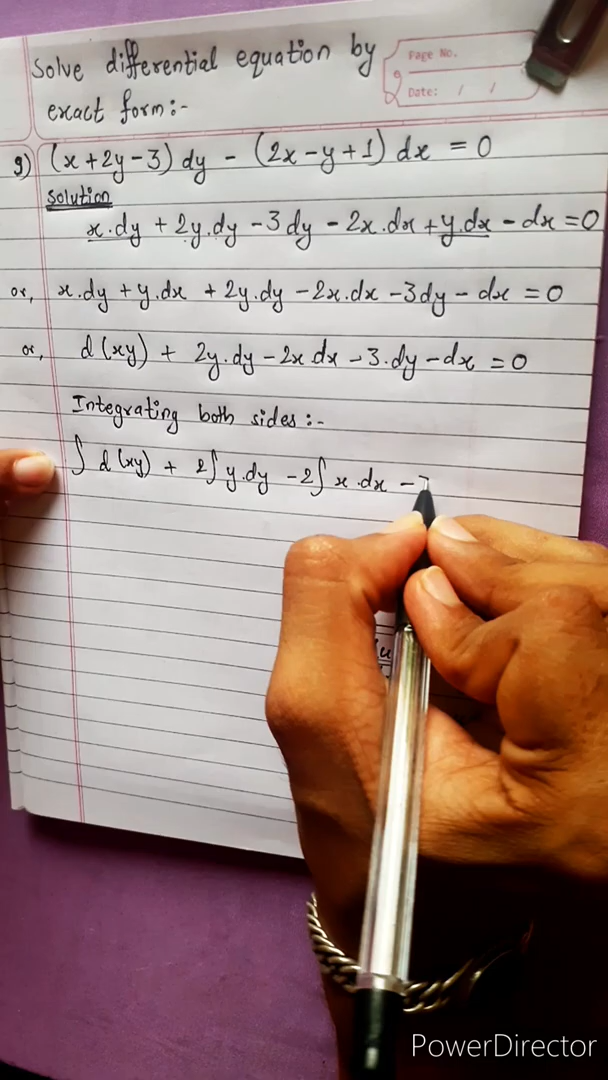 Solve differential equation by
exact form:-
Page No.
Date: / /
9) (x+2y-3) dy - (2x-y+1) dx = 0
Solution
x.dy + 2y.dy -3dy - 2x.dx + y.dx - dx = 0
or, x.dy + y.dx + 2y.dy - 2x.dx - 3dy - dx = 0
or, d(xy) + 2y.dy - 2x dx - 3.dy - dx = 0
Integrating both sides:-
∫ d(xy) + 2∫ y.dy - 2∫ x.dx -
PowerDirector